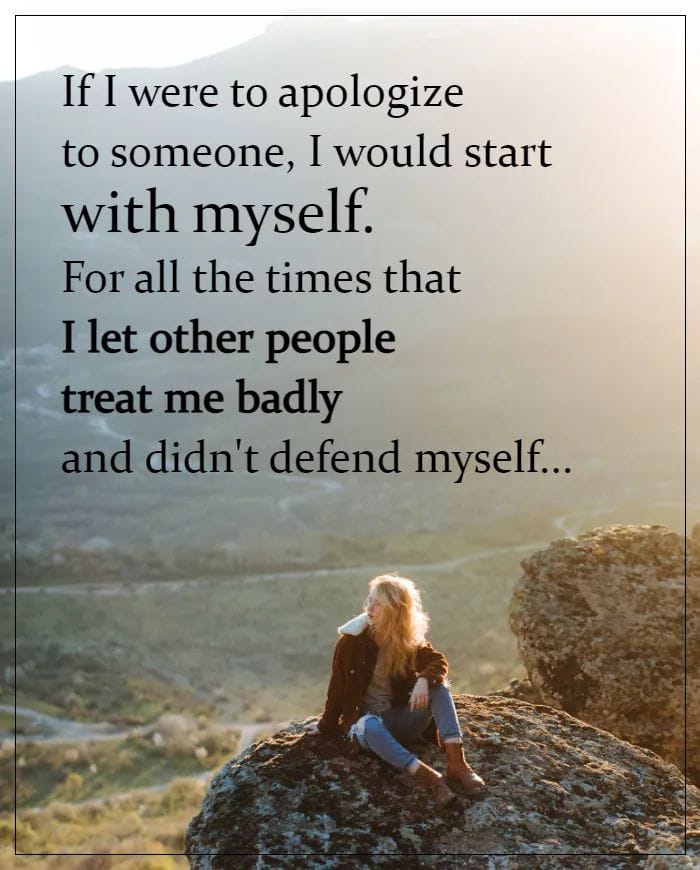 If I were to apologize
to someone, I would start
with myself.
For all the times that
I let other people
treat me badly
and didn't defend myself...